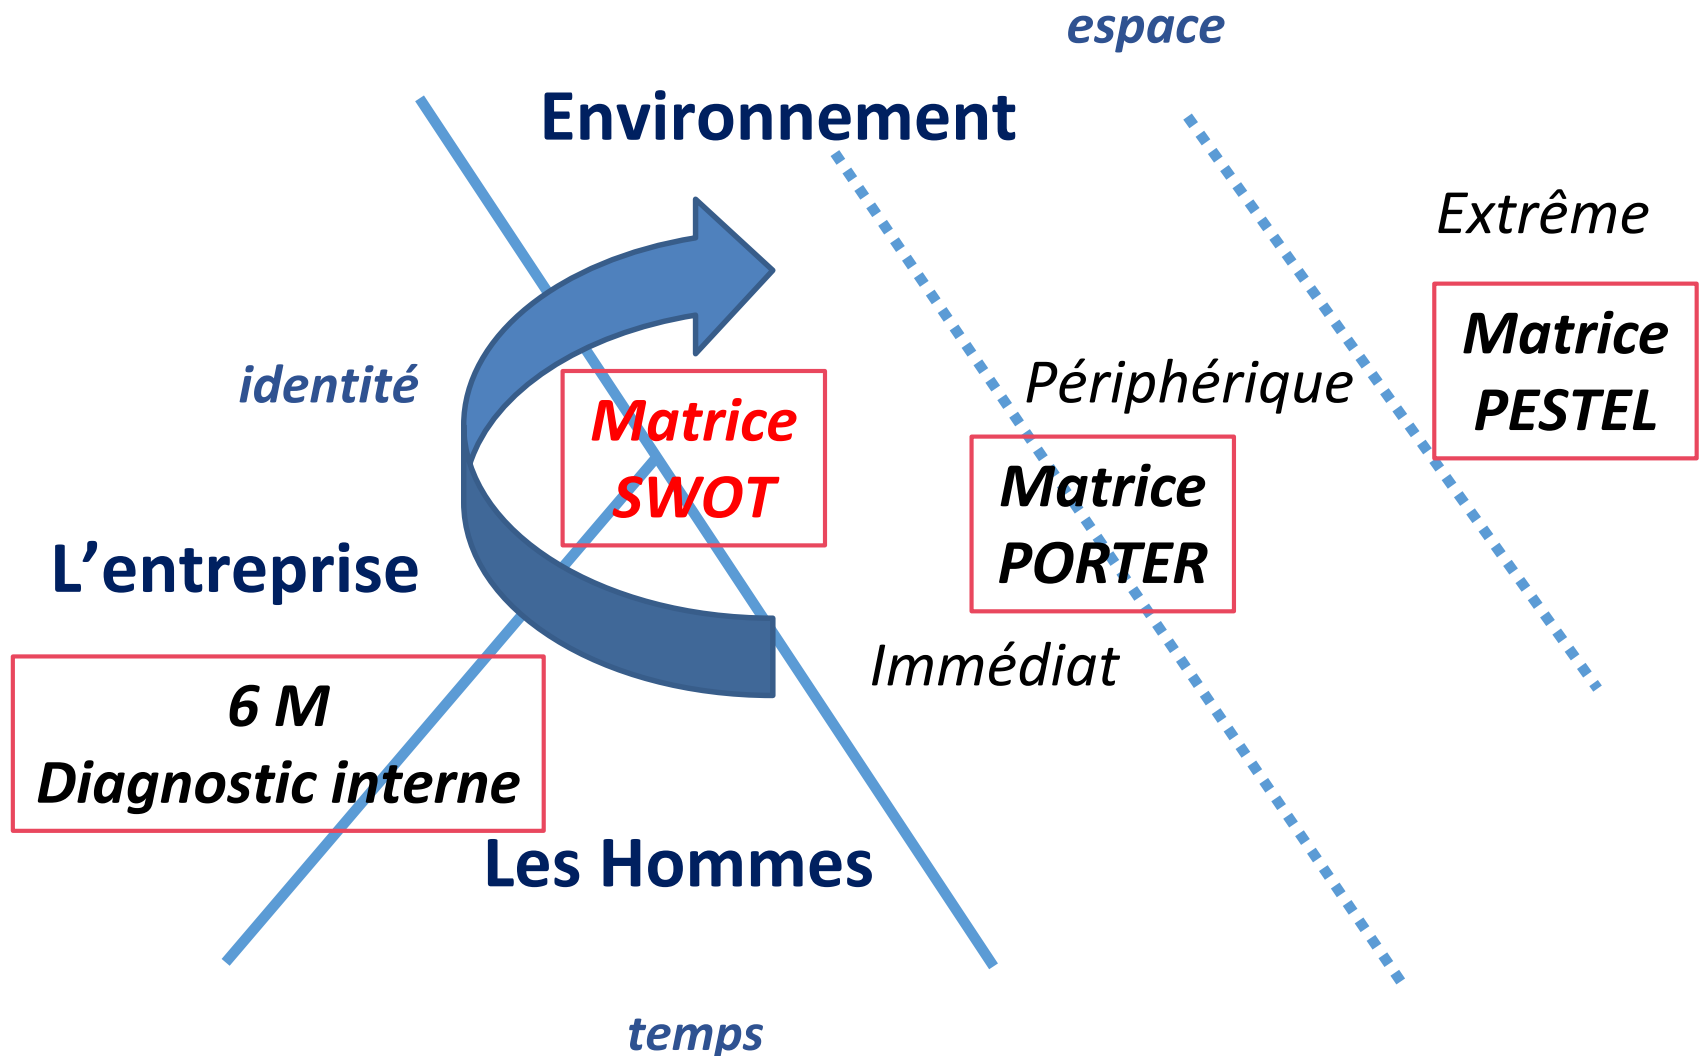 espace
Environnement
Extrême
Matrice
PESTEL
identité
Périphérique
Matrice
SWOT
Matrice
PORTER
L’entreprise
Immédiat
6 M
Diagnostic interne
Les Hommes
temps